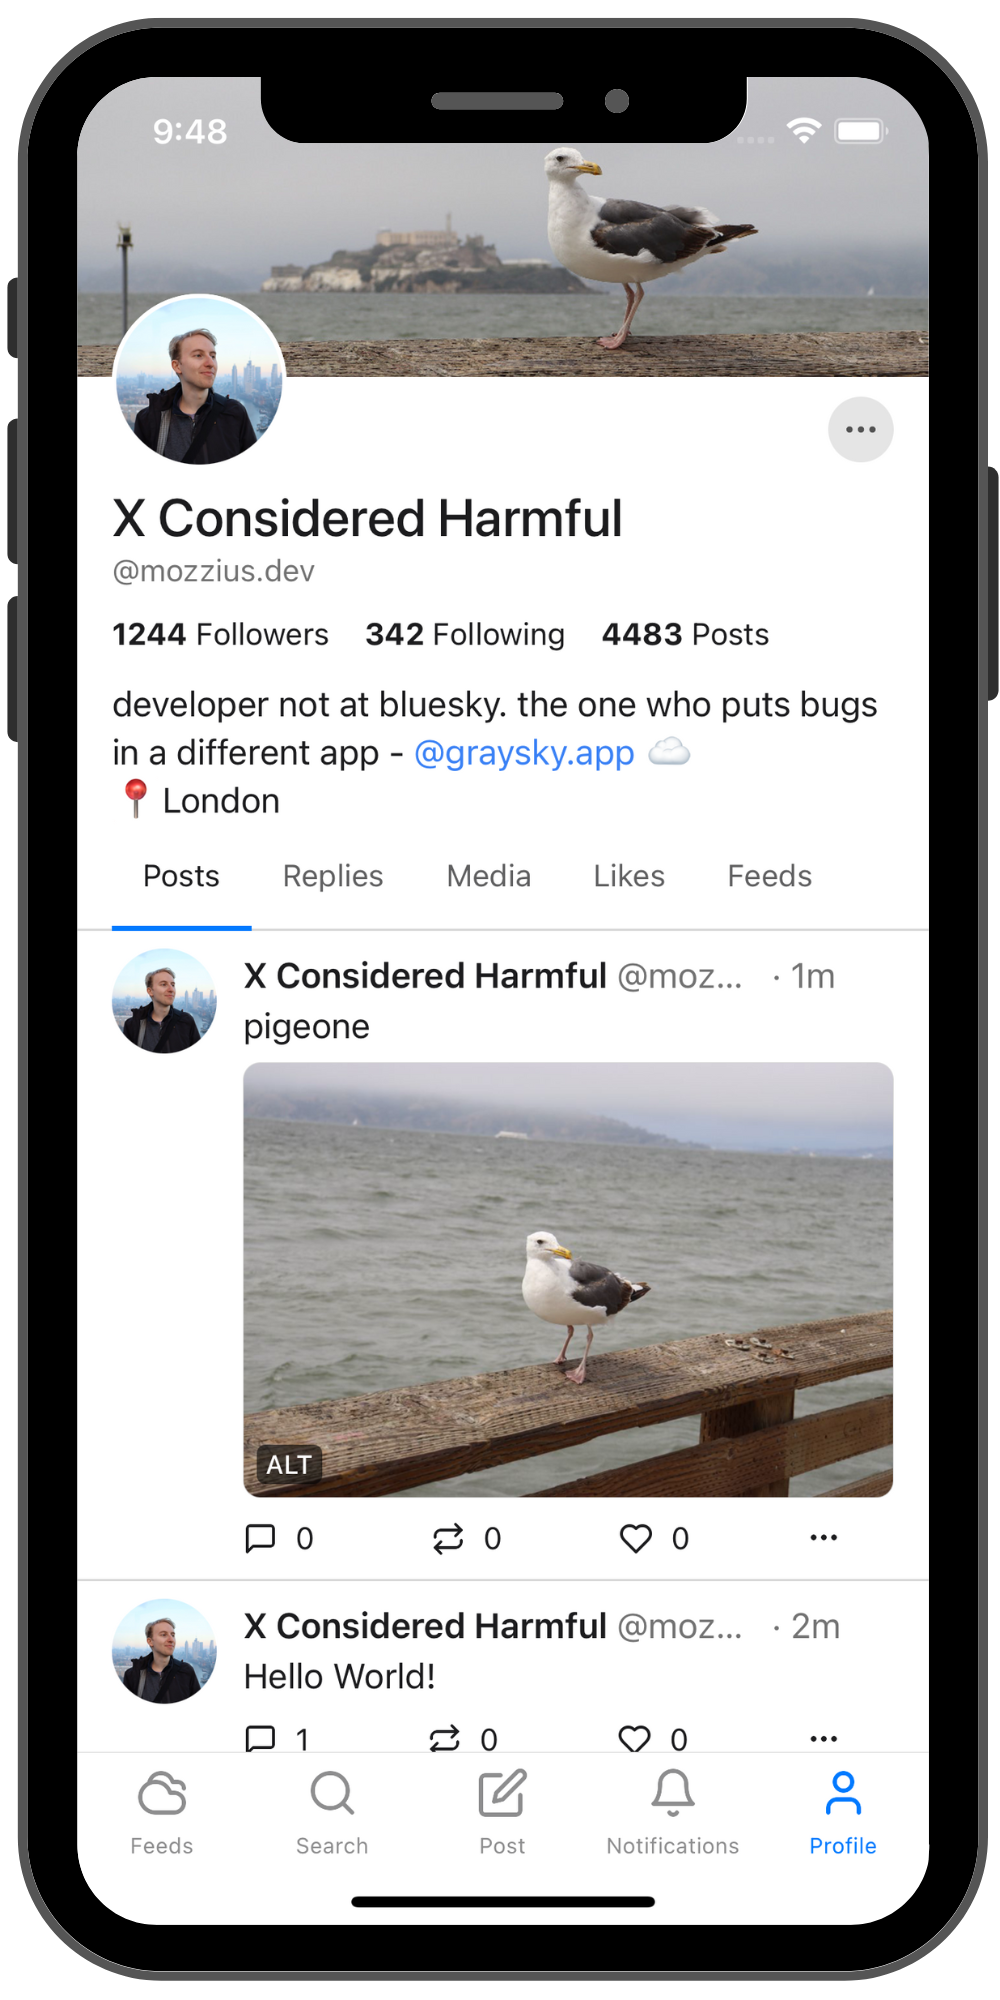 9:48
X Considered Harmful
@mozzius.dev
1244 Followers 342 Following 4483 Posts
developer not at bluesky. the one who puts bugs
in a different app - @graysky.app ☁️
📍 London
Posts Replies Media Likes Feeds
X Considered Harmful @moz... · 1m
pigeone
ALT
0 0 0
X Considered Harmful @moz... · 2m
Hello World!
1 0 0
Feeds Search Post Notifications Profile